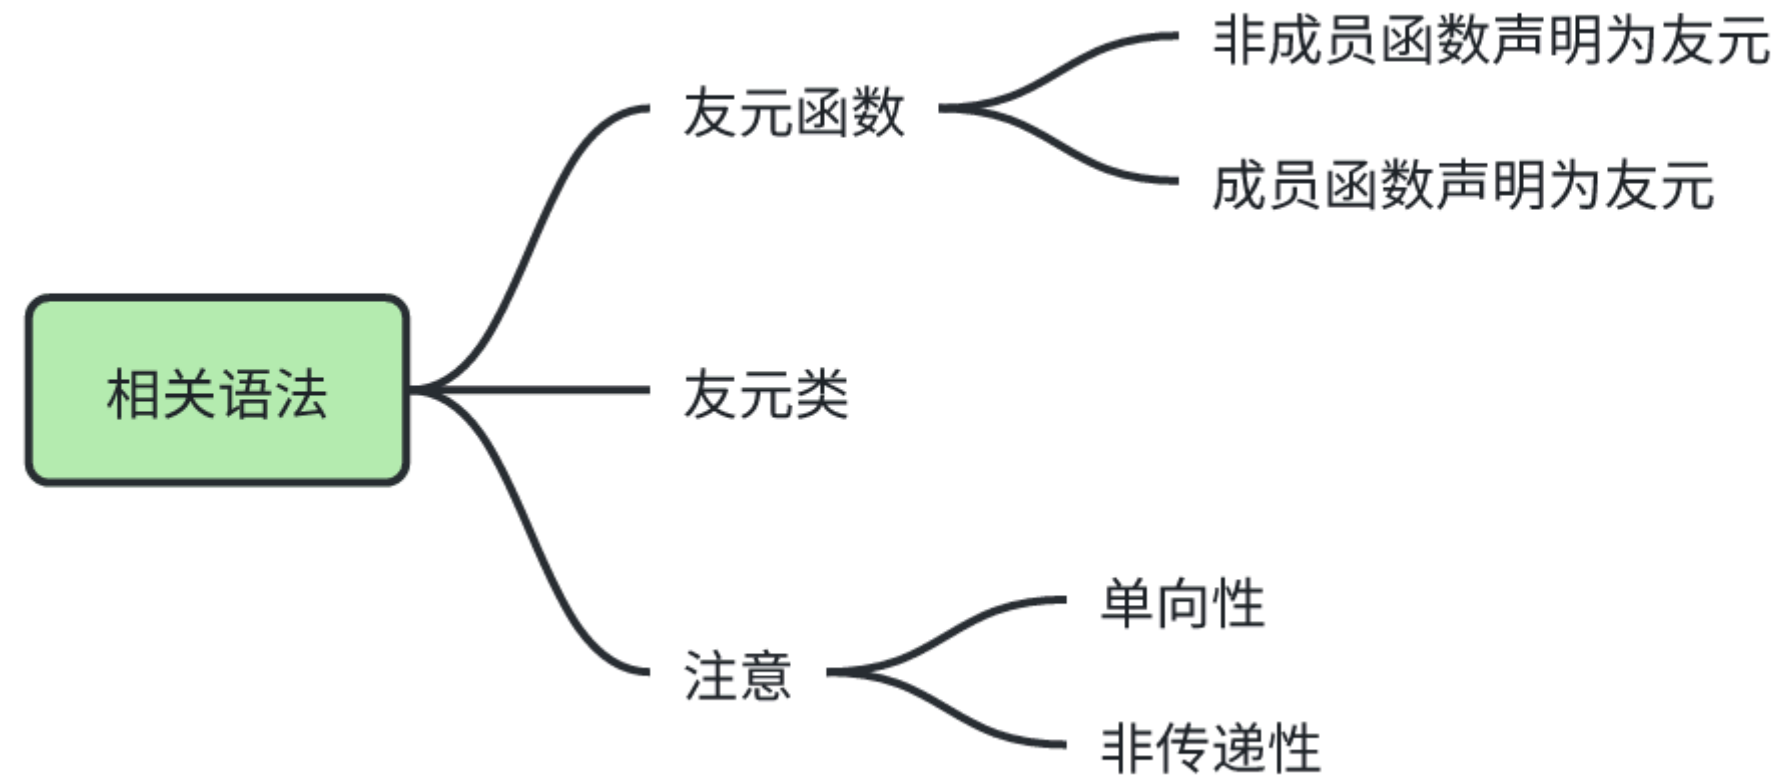 相关语法
友元函数
非成员函数声明为友元
成员函数声明为友元
友元类
注意
单向性
非传递性